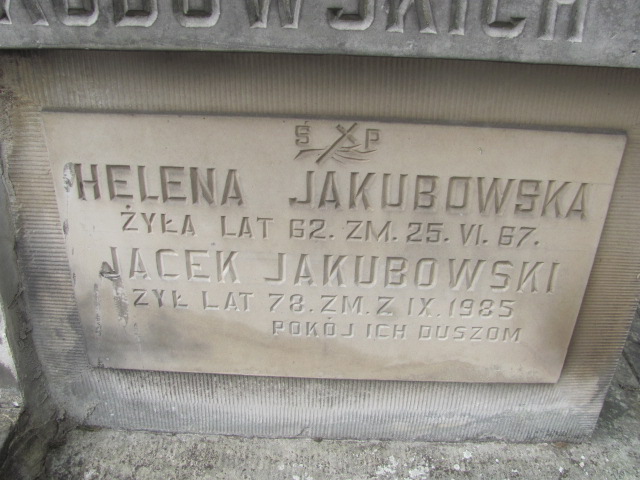 JAKUBOWSKICH
Ś P
HELENA JAKUBOWSKA
ŻYŁA LAT 62. ZM. 25. VI. 67.
JACEK JAKUBOWSKI
ŻYŁ LAT 78. ZM. Z IX. 1985
POKÓJ ICH DUSZOM